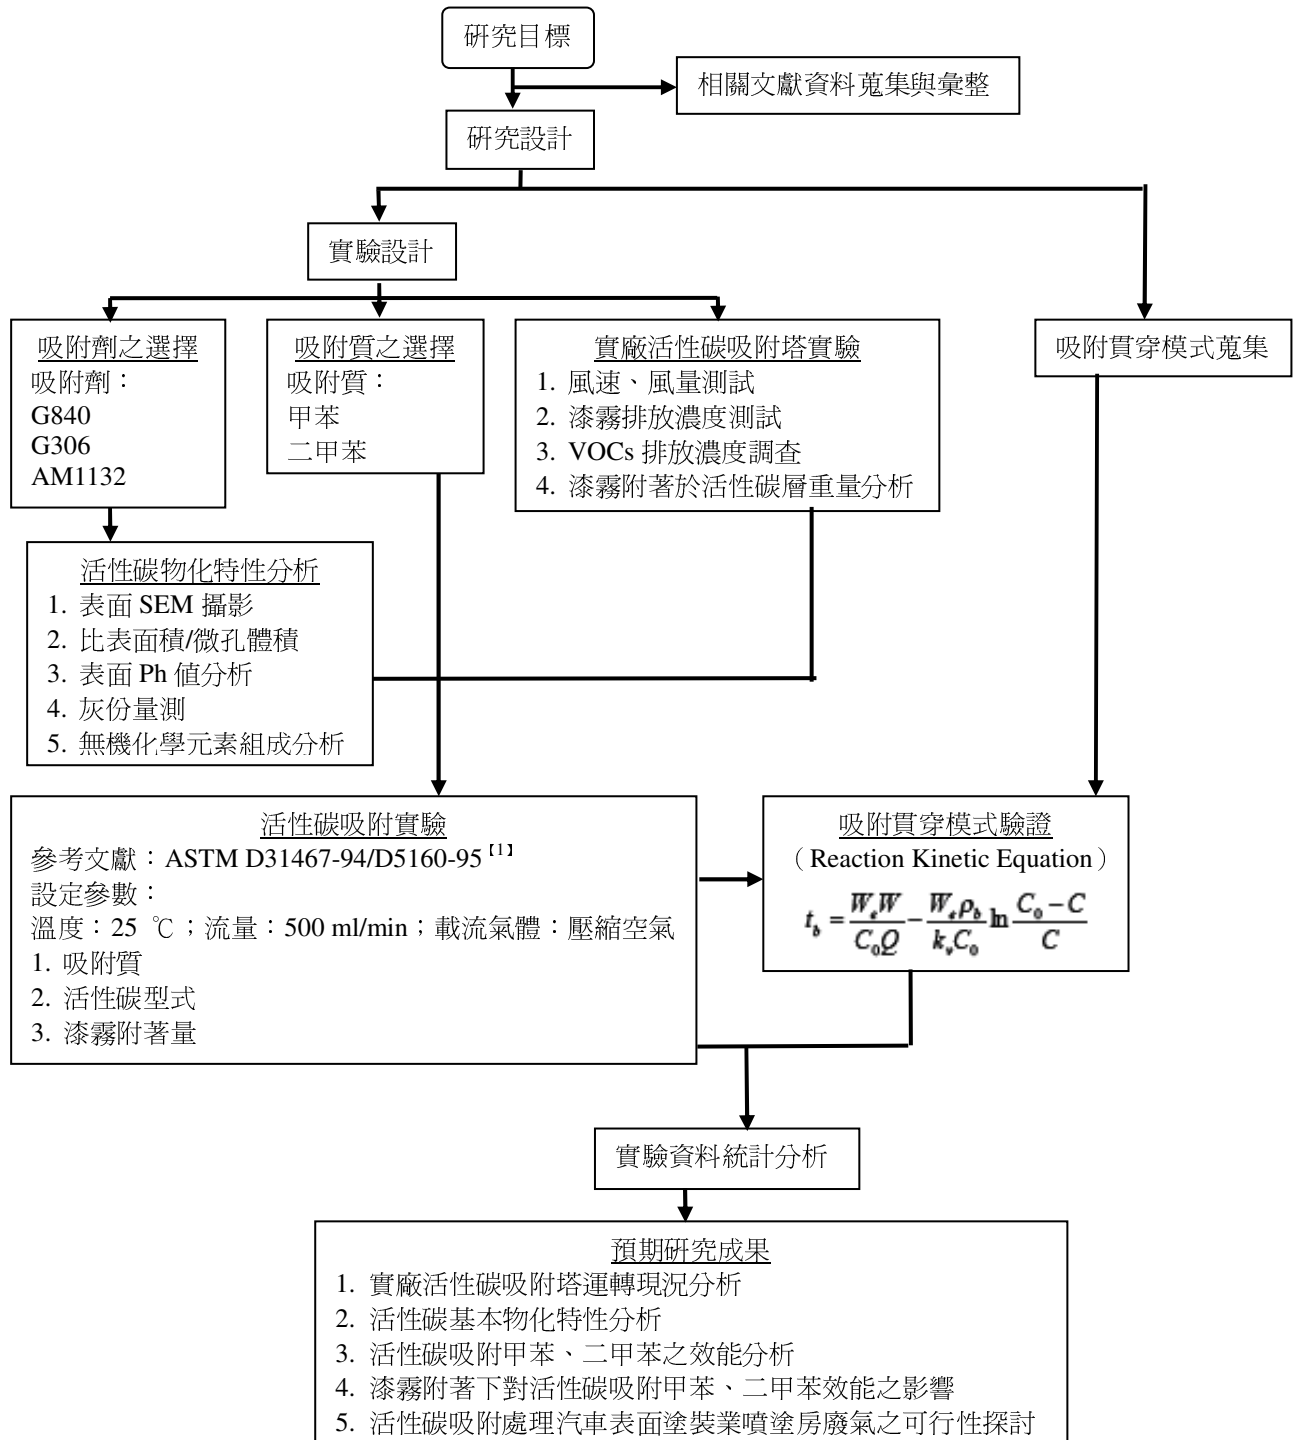 研究目標
相關文獻資料蒐集與彙整
研究設計
實驗設計
吸附劑之選擇
吸附劑：
G840
G306
AM1132
吸附質之選擇
吸附質：
甲苯
二甲苯
實廠活性碳吸附塔實驗
1. 風速、風量測試
2. 漆霧排放濃度測試
3. VOCs 排放濃度調查
4. 漆霧附著於活性碳層重量分析
吸附貫穿模式蒐集
活性碳物化特性分析
1. 表面 SEM 攝影
2. 比表面積/微孔體積
3. 表面 Ph 值分析
4. 灰份量測
5. 無機化學元素組成分析
活性碳吸附實驗
參考文獻：ASTM D31467-94/D5160-95【1】
設定參數：
溫度：25 ℃；流量：500 ml/min；載流氣體：壓縮空氣
1. 吸附質
2. 活性碳型式
3. 漆霧附著量
吸附貫穿模式驗證
（Reaction Kinetic Equation）
t_b = \frac{W_e W}{C_0 Q} - \frac{W_e ρ_b}{k_v C_0} \ln \frac{C_0 - C}{C}
實驗資料統計分析
預期研究成果
1. 實廠活性碳吸附塔運轉現況分析
2. 活性碳基本物化特性分析
3. 活性碳吸附甲苯、二甲苯之效能分析
4. 漆霧附著下對活性碳吸附甲苯、二甲苯效能之影響
5. 活性碳吸附處理汽車表面塗裝業噴塗房廢氣之可行性探討